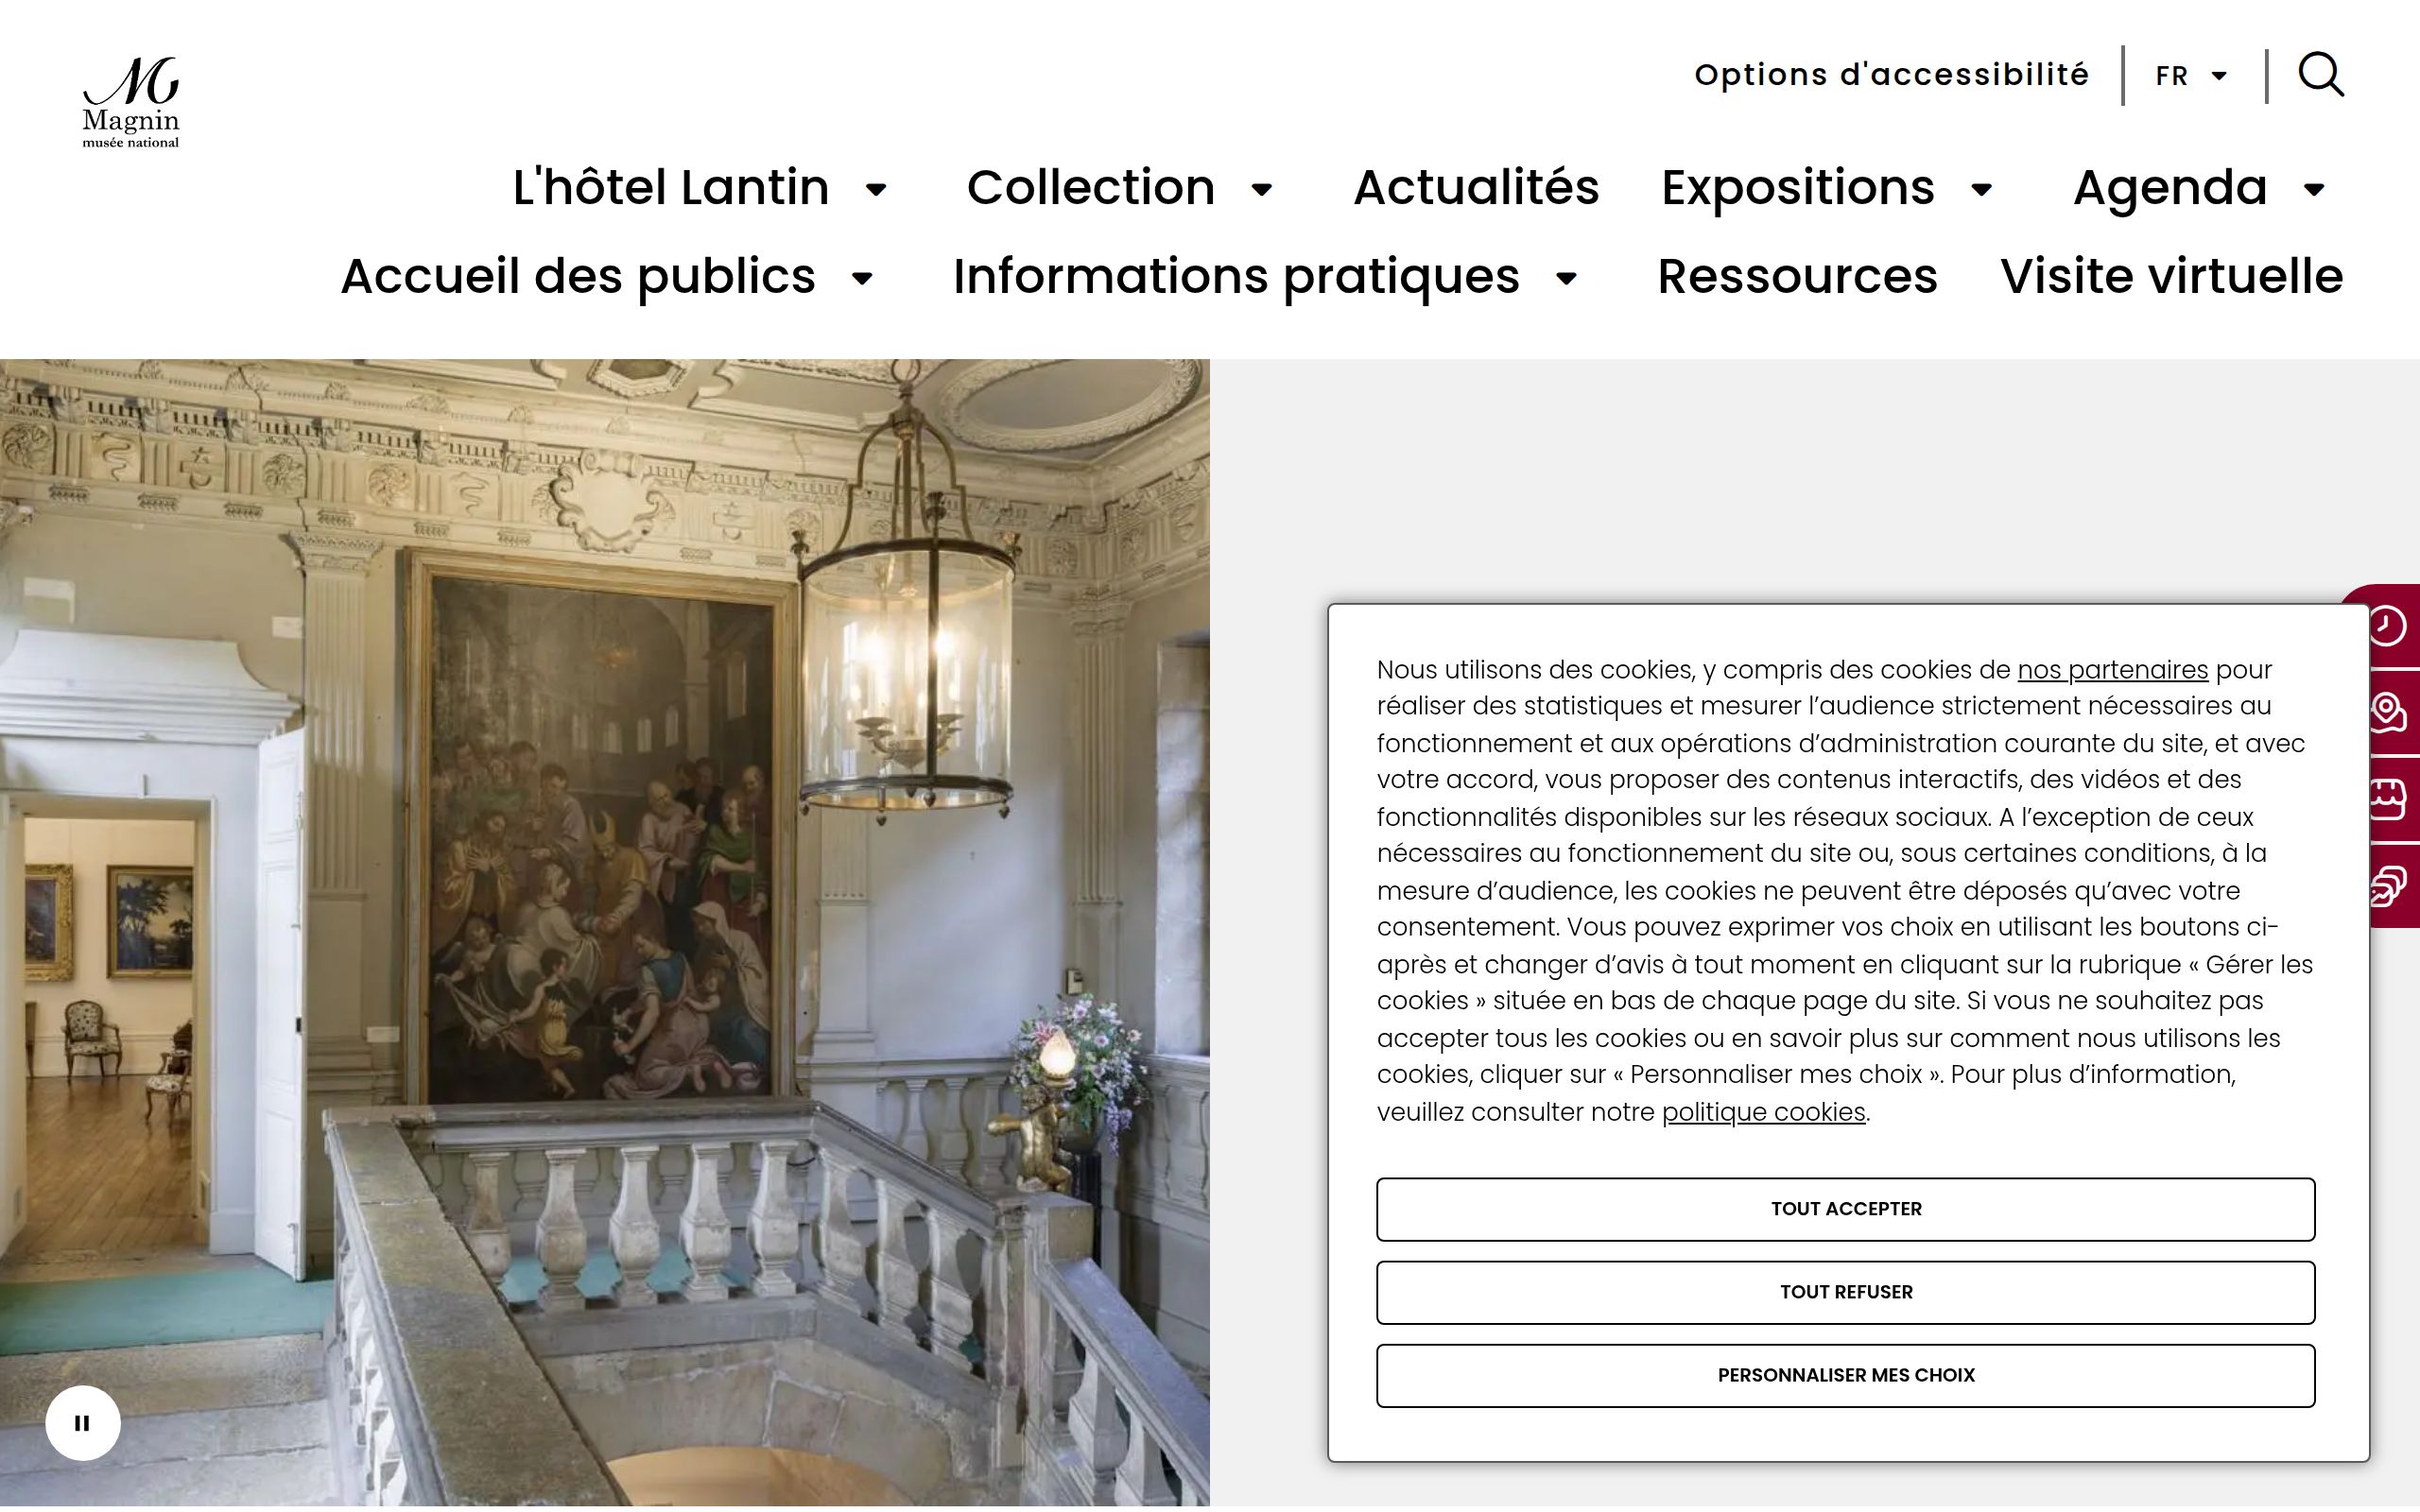 Magnin
musée national
Options d'accessibilité
FR
L'hôtel Lantin
Collection
Actualités
Expositions
Agenda
Accueil des publics
Informations pratiques
Ressources
Visite virtuelle
Nous utilisons des cookies, y compris des cookies de nos partenaires pour
réaliser des statistiques et mesurer l’audience strictement nécessaires au
fonctionnement et aux opérations d’administration courante du site, et avec
votre accord, vous proposer des contenus interactifs, des vidéos et des
fonctionnalités disponibles sur les réseaux sociaux. A l’exception de ceux
nécessaires au fonctionnement du site ou, sous certaines conditions, à la
mesure d’audience, les cookies ne peuvent être déposés qu’avec votre
consentement. Vous pouvez exprimer vos choix en utilisant les boutons ci-
après et changer d’avis à tout moment en cliquant sur la rubrique « Gérer les
cookies » située en bas de chaque page du site. Si vous ne souhaitez pas
accepter tous les cookies ou en savoir plus sur comment nous utilisons les
cookies, cliquer sur « Personnaliser mes choix ». Pour plus d’information,
veuillez consulter notre politique cookies.
TOUT ACCEPTER
TOUT REFUSER
PERSONNALISER MES CHOIX